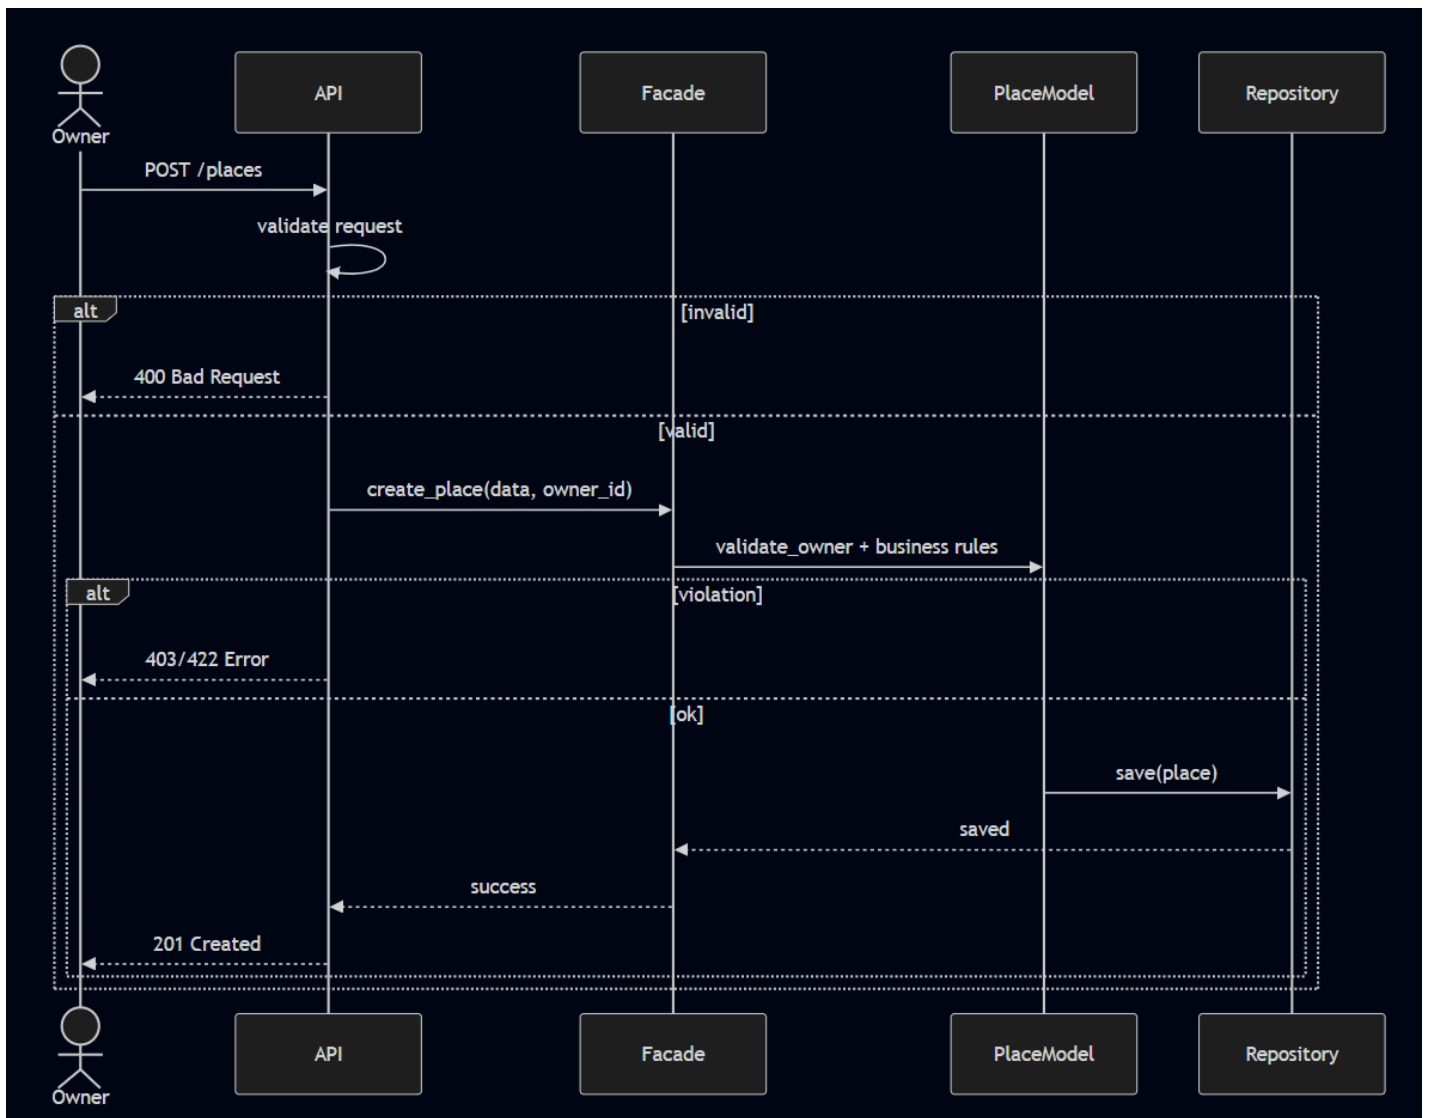 Owner
API
Facade
PlaceModel
Repository
POST /places
validate request
alt
[invalid]
400 Bad Request
[valid]
create_place(data, owner_id)
validate_owner + business rules
alt
[violation]
403/422 Error
[ok]
save(place)
saved
success
201 Created
Owner
API
Facade
PlaceModel
Repository